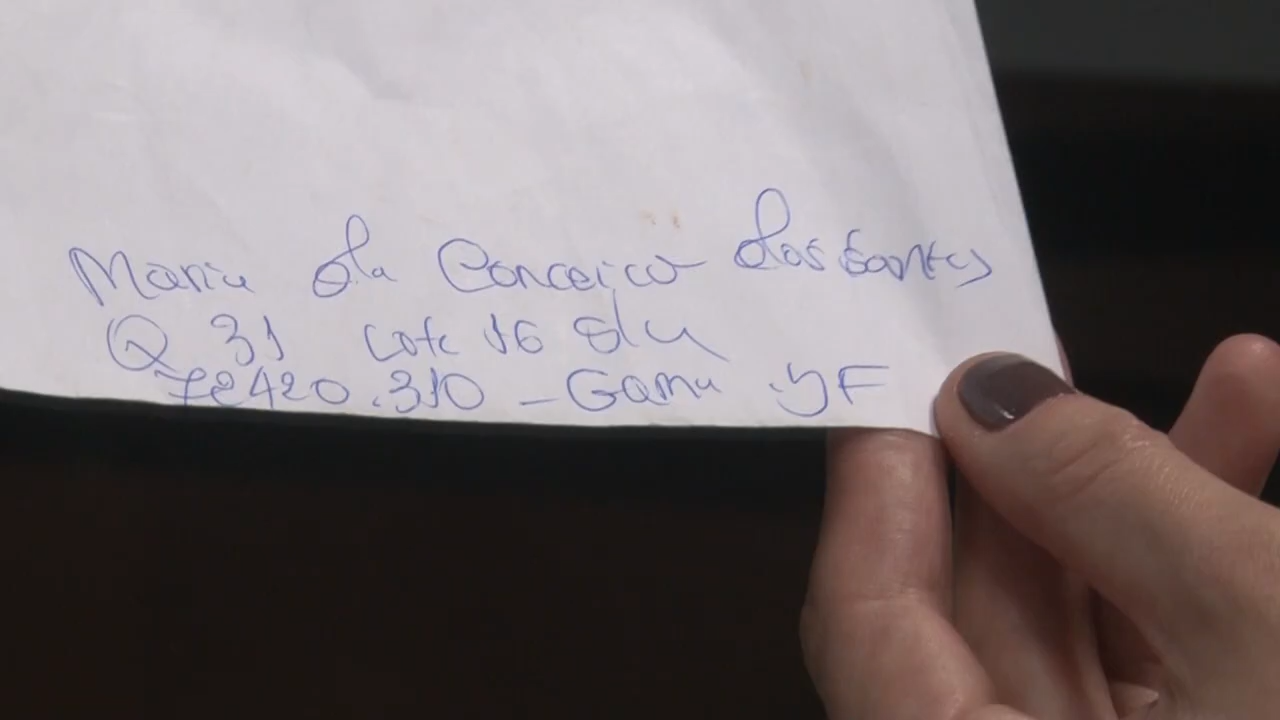 Maria da Conceição dos Santos
Q 31 Lote 16
72420.310 - Gama . DF